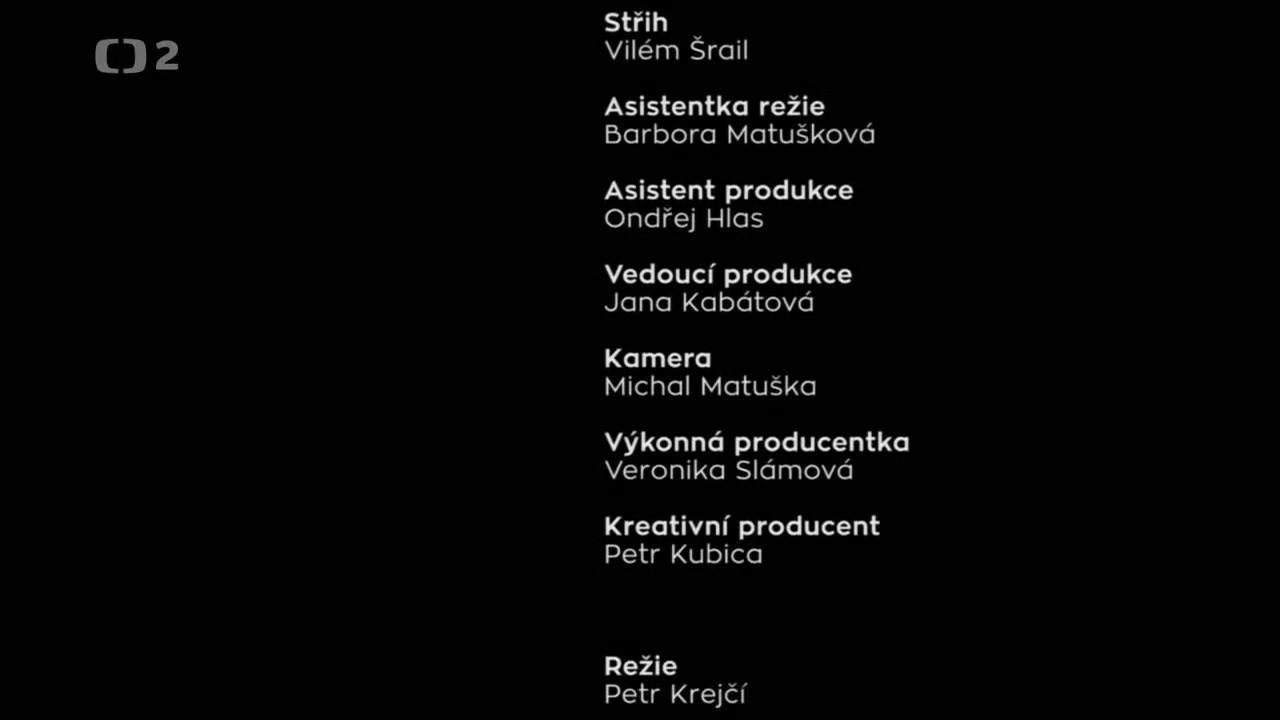 2
Střih
Vilém Šrail
Asistentka režie
Barbora Matušková
Asistent produkce
Ondřej Hlas
Vedoucí produkce
Jana Kabátová
Kamera
Michal Matuška
Výkonná producentka
Veronika Slámová
Kreativní producent
Petr Kubica
Režie
Petr Krejčí